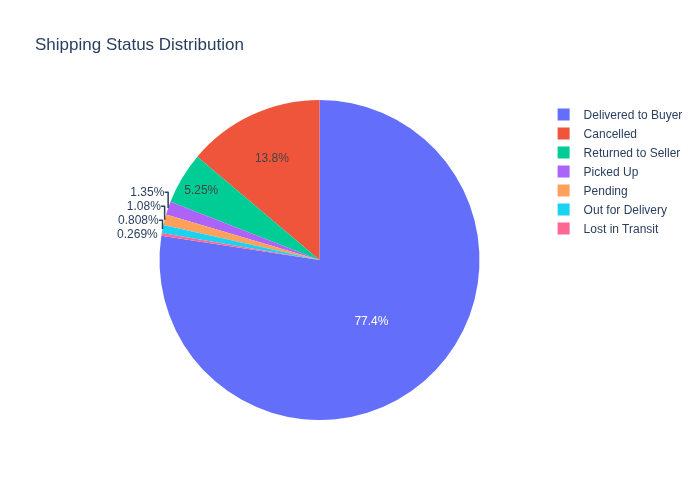 Shipping Status Distribution
Delivered to Buyer
Cancelled
Returned to Seller
Picked Up
Pending
Out for Delivery
Lost in Transit
13.8%
5.25%
1.35%
1.08%
0.808%
0.269%
77.4%